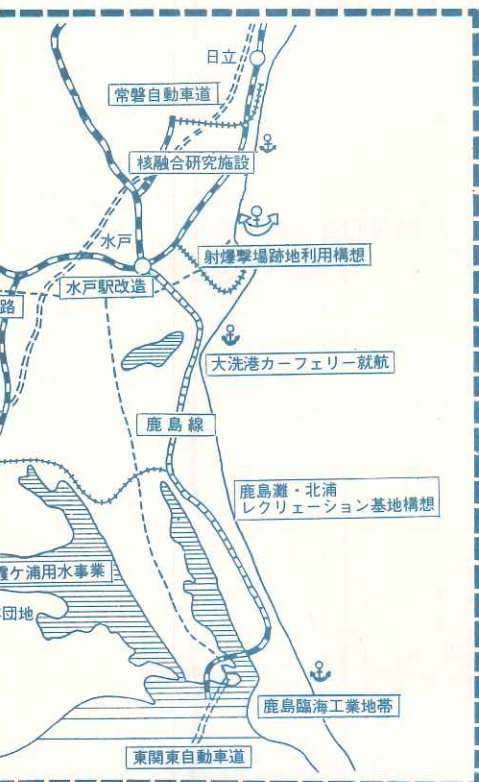 日立
常磐自動車道
核融合研究施設
水戸
射爆撃場跡地利用構想
水戸駅改造
路
大洗港カーフェリー就航
鹿島線
鹿島灘・北浦
レクリェーション基地構想
霞ケ浦用水事業
団地
鹿島臨海工業地帯
東関東自動車道